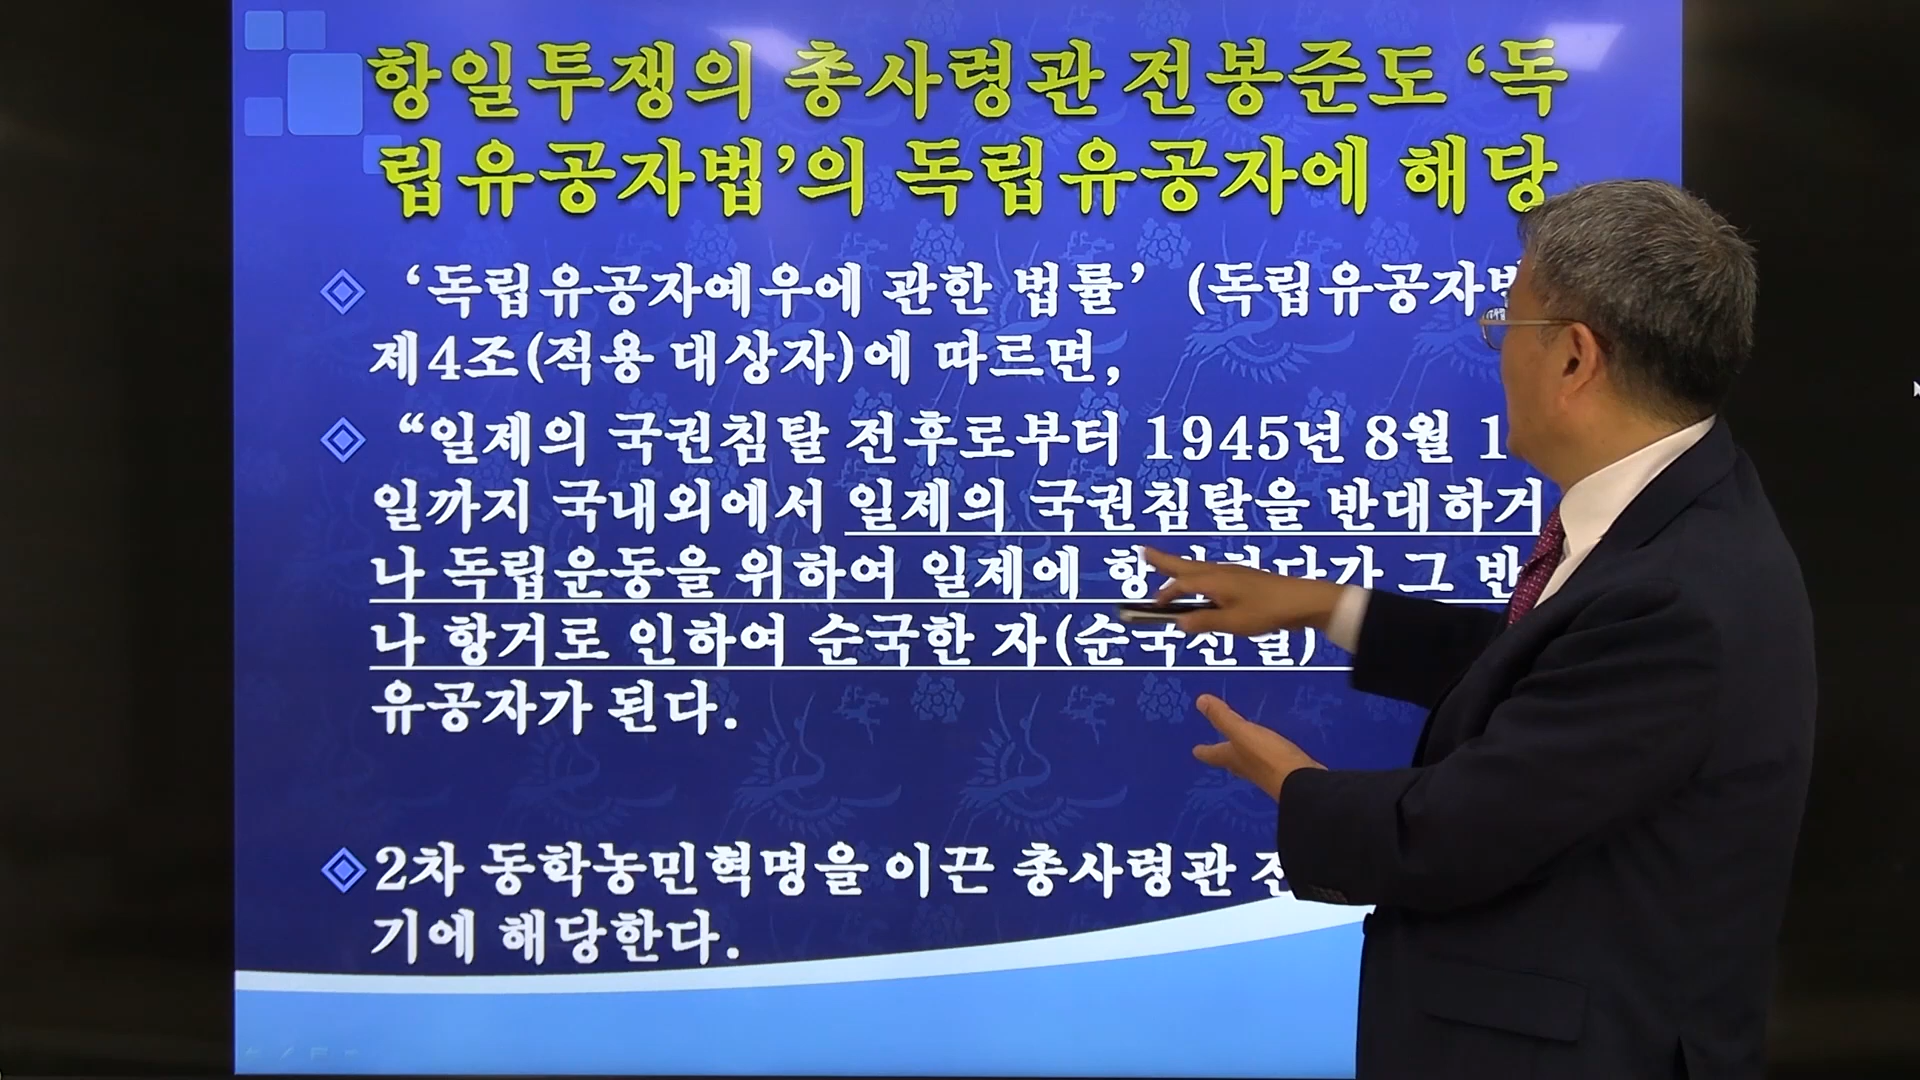 항일투쟁의 총사령관 전봉준도 ‘독
립유공자법’의 독립유공자에 해당
‘독립유공자예우에 관한 법률’ (독립유공자법
제4조(적용 대상자)에 따르면,
“일제의 국권침탈 전후로부터 1945년 8월 1
일까지 국내외에서 일제의 국권침탈을 반대하거
나 독립운동을 위하여 일제에 그
나 항거로 인하여 순국한 자(순국선열)
유공자가 된다.
2차 동학농민혁명을 이끈 총사령관
기에 해당한다.